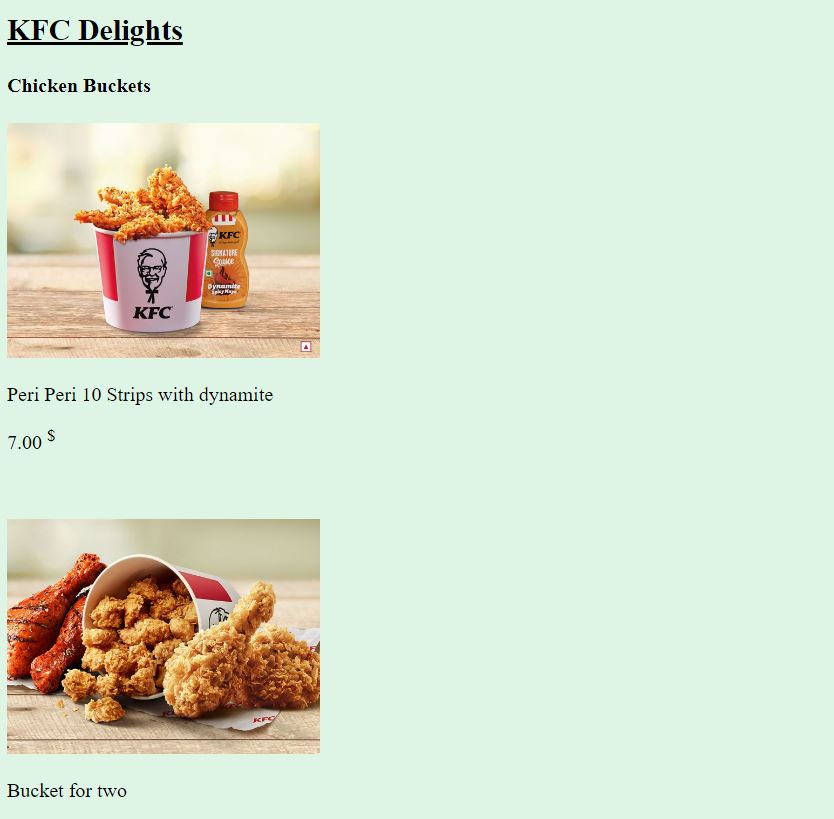 KFC Delights
Chicken Buckets
KFC
SIGNATURE
Sauce
Dynamite
Spicy Mayo
KFC
Peri Peri 10 Strips with dynamite
7.00 $
KFC
Bucket for two